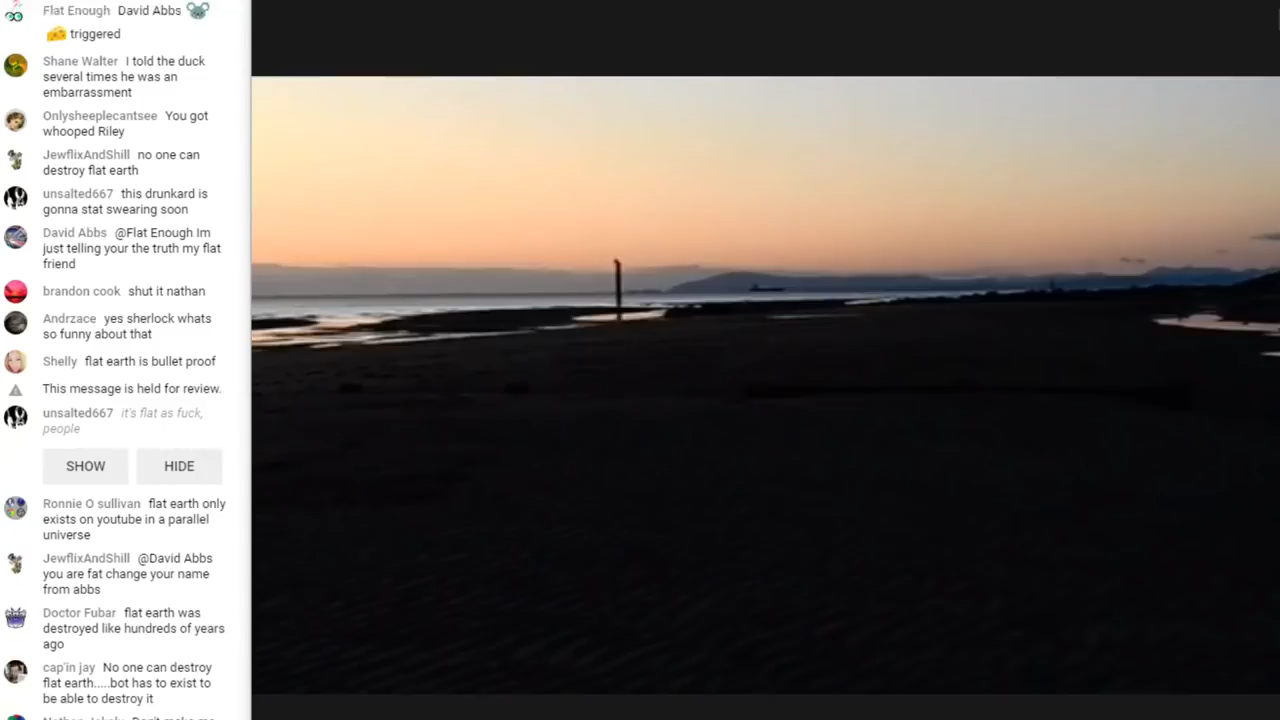 Flat Enough David Abbs
triggered
Shane Walter I told the duck
several times he was an
embarrassment
Onlysheeplecantsee You got
whooped Riley
JewflixAndShill no one can
destroy flat earth
unsalted667 this drunkard is
gonna stat swearing soon
David Abbs @Flat Enough Im
just telling your the truth my flat
friend
brandon cook shut it nathan
Andrzace yes sherlock whats
so funny about that
Shelly flat earth is bullet proof
This message is held for review.
unsalted667 it's flat as fuck,
people
SHOW HIDE
Ronnie O sullivan flat earth only
exists on youtube in a parallel
universe
JewflixAndShill @David Abbs
you are fat change your name
from abbs
Doctor Fubar flat earth was
destroyed like hundreds of years
ago
cap'in jay No one can destroy
flat earth.....bot has to exist to
be able to destroy it